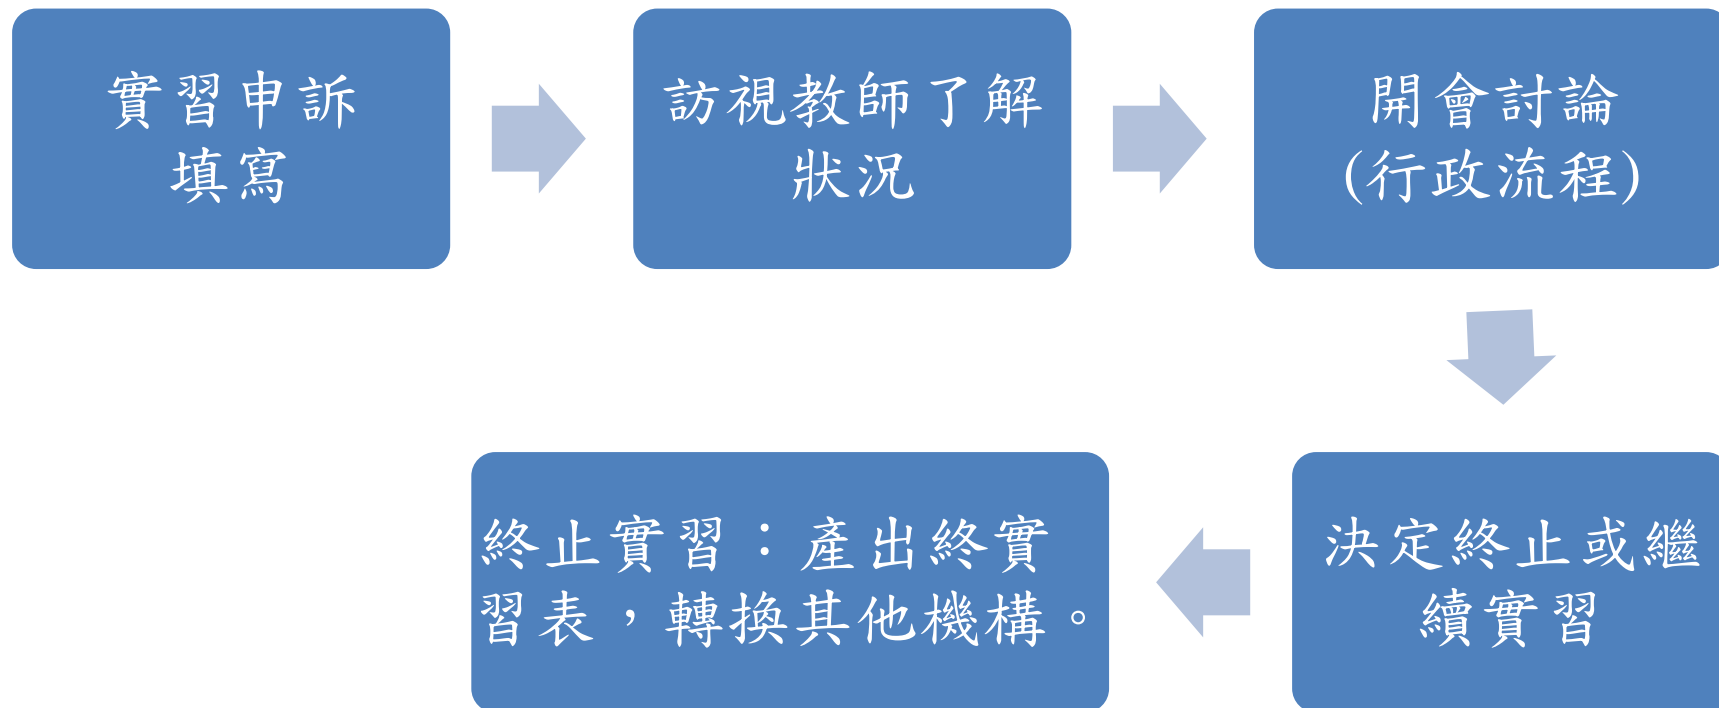 實習申訴
填寫
訪視教師了解
狀況
開會討論
(行政流程)
決定終止或繼
續實習
終止實習：產出終實
習表，轉換其他機構。